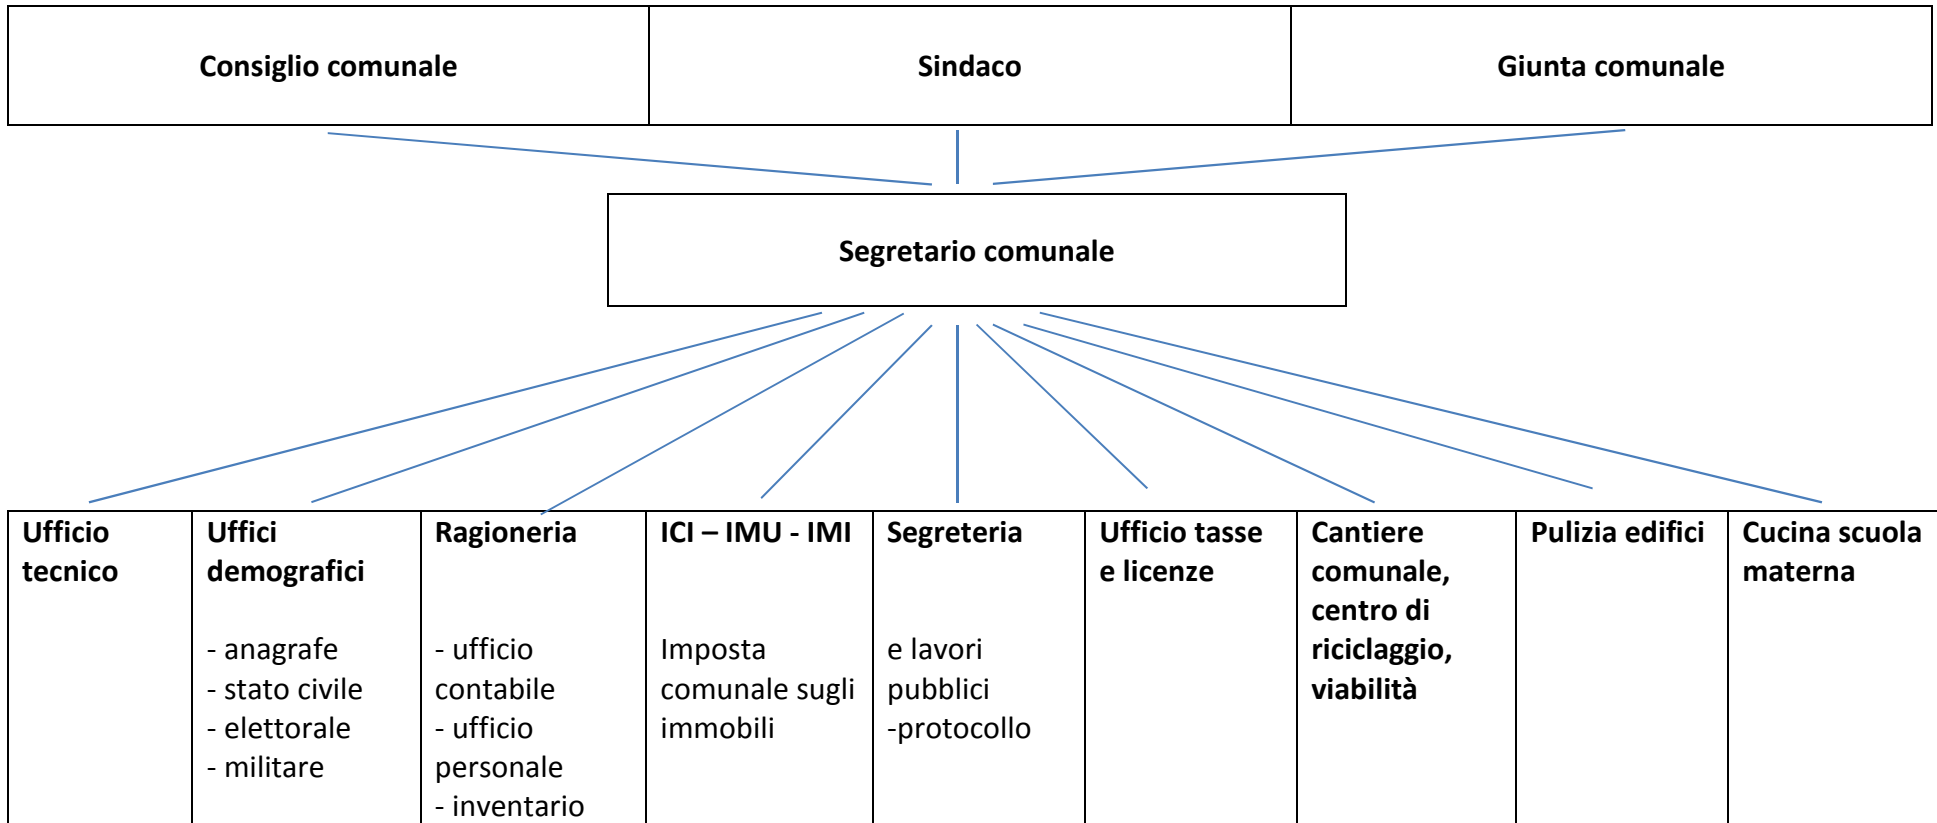 Consiglio comunale
Sindaco
Giunta comunale
Segretario comunale
Ufficio
tecnico
Uffici
demografici
- anagrafe
- stato civile
- elettorale
- militare
Ragioneria
- ufficio
contabile
- ufficio
personale
- inventario
ICI – IMU - IMI
Imposta
comunale sugli
immobili
Segreteria
e lavori
pubblici
-protocollo
Ufficio tasse
e licenze
Cantiere
comunale,
centro di
riciclaggio,
viabilità
Pulizia edifici
Cucina scuola
materna